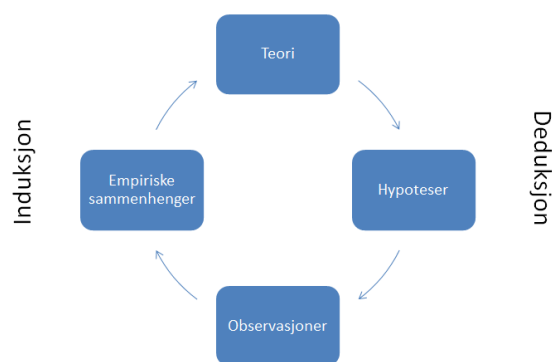 Teori
Induksjon
Empiriske
sammenhenger
Hypoteser
Deduksjon
Observasjoner